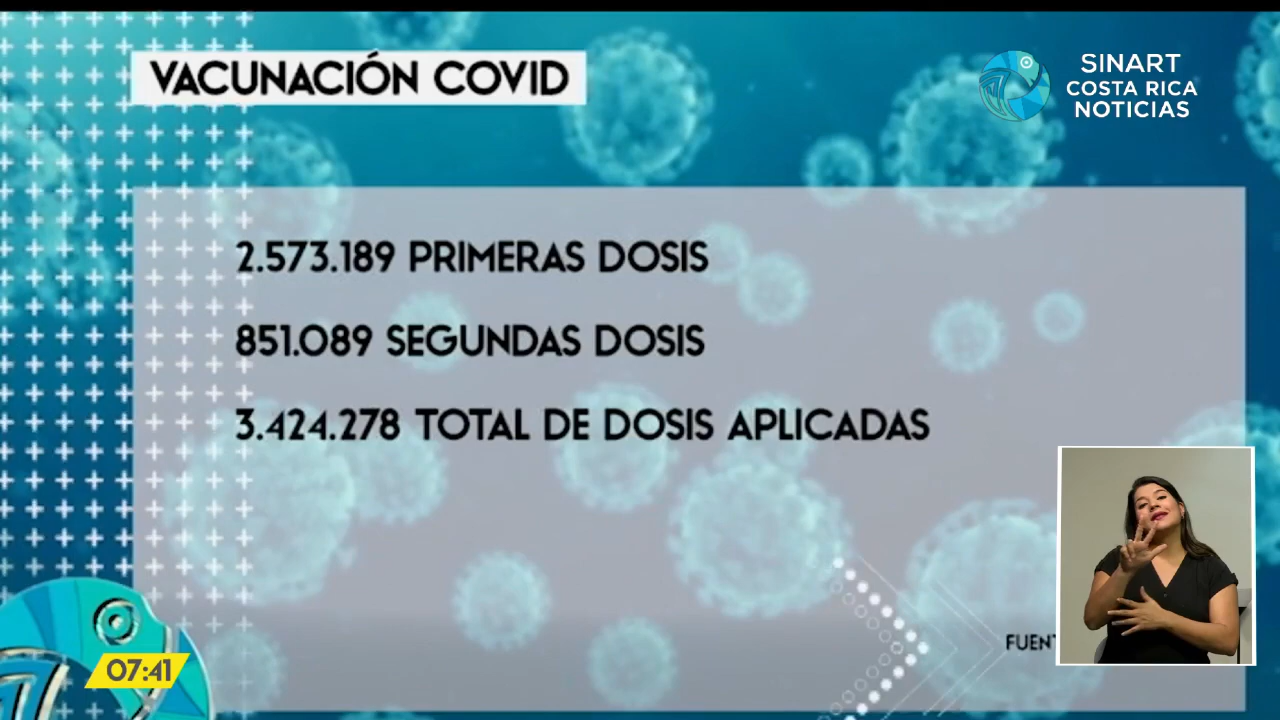 VACUNACIÓN COVID
SINART
COSTA RICA
NOTICIAS
2.573.189 PRIMERAS DOSIS
851.089 SEGUNDAS DOSIS
3.424.278 TOTAL DE DOSIS APLICADAS
07:41